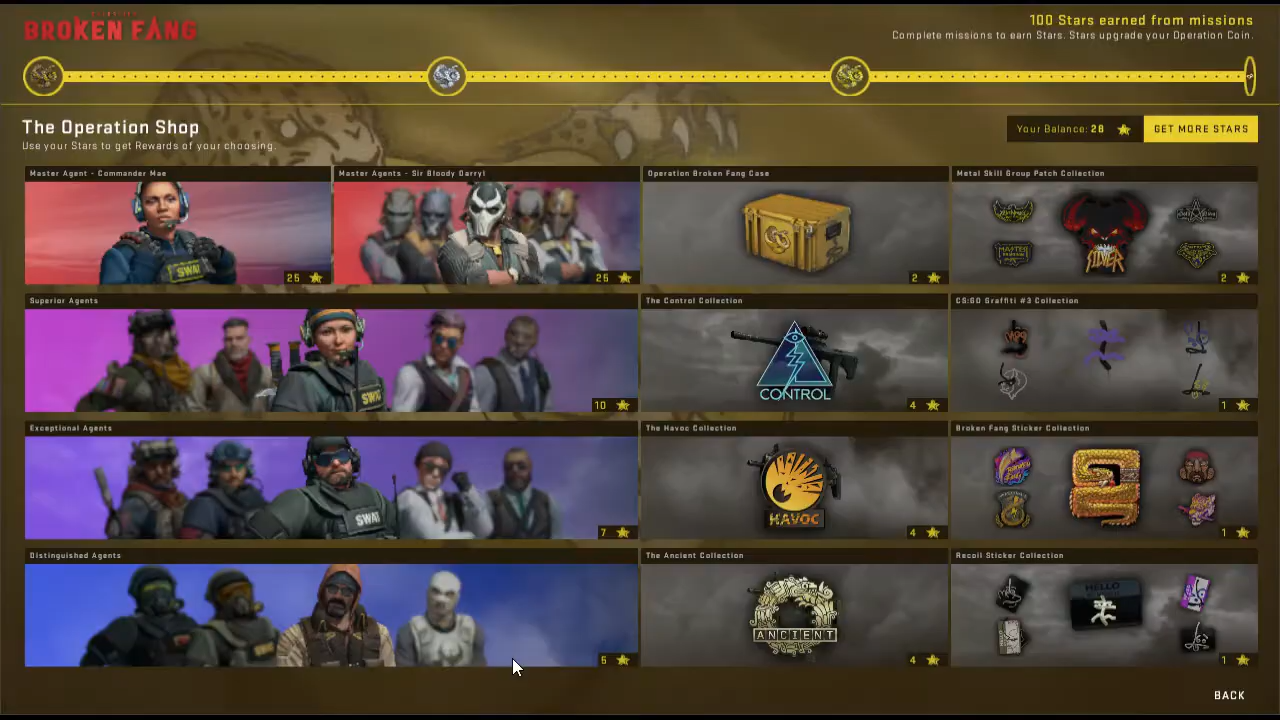 BROKEN FANG
100 Stars earned from missions
Complete missions to earn Stars. Stars upgrade your Operation Coin.
The Operation Shop
Use your Stars to get Rewards of your choosing.
Your Balance: 28
GET MORE STARS
Master Agent - Commander Mae
Master Agents - Sir Bloody Darryl
Operation Broken Fang Case
Metal Skill Group Patch Collection
SWAT
SILVER
25
25
2
2
Superior Agents
The Control Collection
CS:GO Graffiti #3 Collection
SWAT
CONTROL
10
4
1
Exceptional Agents
The Havoc Collection
Broken Fang Sticker Collection
SWAT
HAVOC
7
4
1
Distinguished Agents
The Ancient Collection
Recoil Sticker Collection
HELLO
ANCIENT
5
4
1
BACK